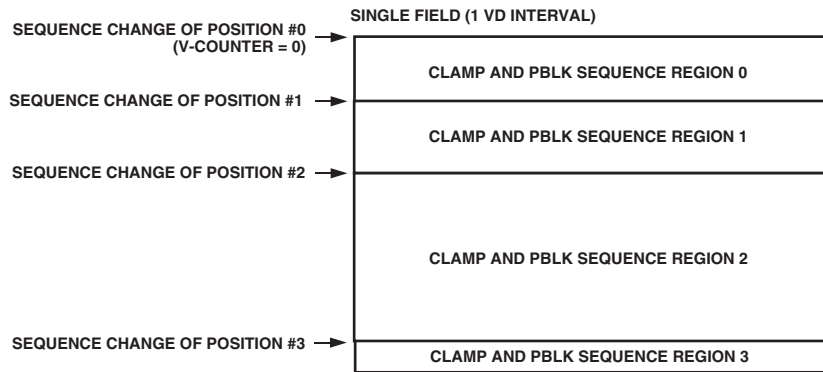 SINGLE FIELD (1 VD INTERVAL)
SEQUENCE CHANGE OF POSITION #0
(V-COUNTER = 0)
CLAMP AND PBLK SEQUENCE REGION 0
SEQUENCE CHANGE OF POSITION #1
CLAMP AND PBLK SEQUENCE REGION 1
SEQUENCE CHANGE OF POSITION #2
CLAMP AND PBLK SEQUENCE REGION 2
SEQUENCE CHANGE OF POSITION #3
CLAMP AND PBLK SEQUENCE REGION 3